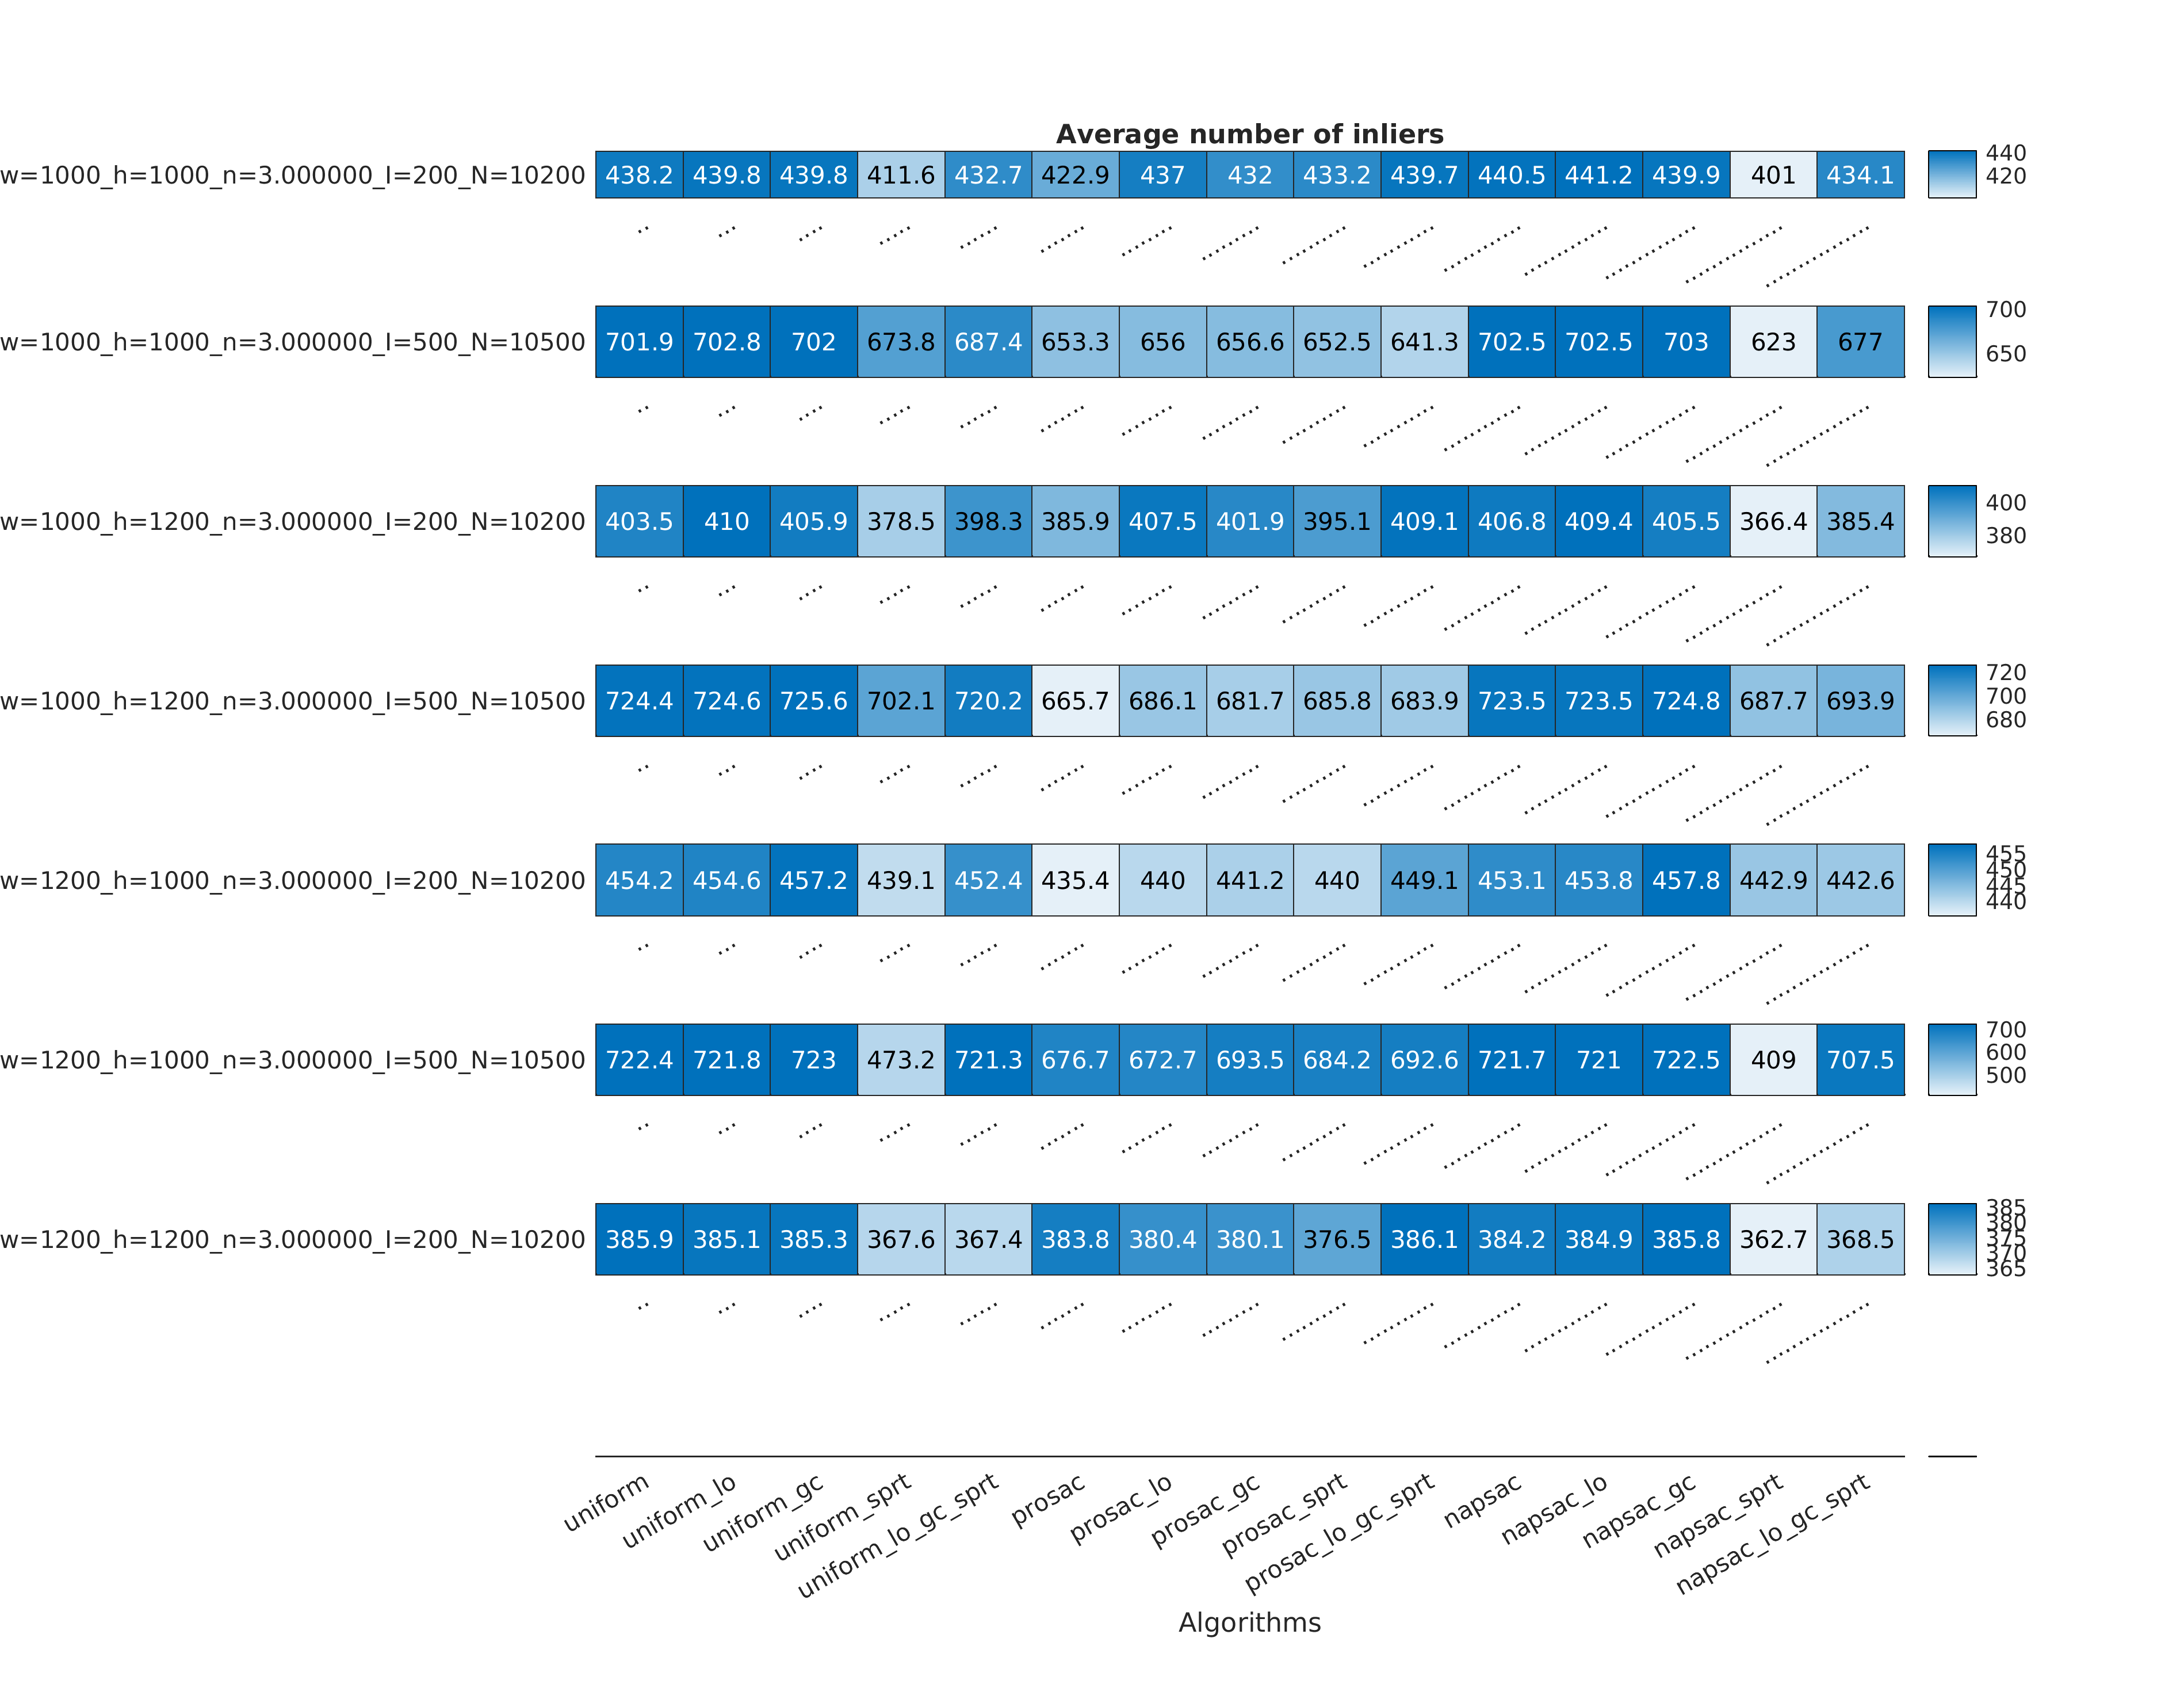 Average number of inliers
w=1000_h=1000_n=3.000000_I=200_N=10200 438.2 439.8 439.8 411.6 432.7 422.9 437 432 433.2 439.7 440.5 441.2 439.9 401 434.1
440
420
w=1000_h=1000_n=3.000000_I=500_N=10500 701.9 702.8 702 673.8 687.4 653.3 656 656.6 652.5 641.3 702.5 702.5 703 623 677
700
650
w=1000_h=1200_n=3.000000_I=200_N=10200 403.5 410 405.9 378.5 398.3 385.9 407.5 401.9 395.1 409.1 406.8 409.4 405.5 366.4 385.4
400
380
w=1000_h=1200_n=3.000000_I=500_N=10500 724.4 724.6 725.6 702.1 720.2 665.7 686.1 681.7 685.8 683.9 723.5 723.5 724.8 687.7 693.9
720
700
680
w=1200_h=1000_n=3.000000_I=200_N=10200 454.2 454.6 457.2 439.1 452.4 435.4 440 441.2 440 449.1 453.1 453.8 457.8 442.9 442.6
455
450
445
440
w=1200_h=1000_n=3.000000_I=500_N=10500 722.4 721.8 723 473.2 721.3 676.7 672.7 693.5 684.2 692.6 721.7 721 722.5 409 707.5
700
600
500
w=1200_h=1200_n=3.000000_I=200_N=10200 385.9 385.1 385.3 367.6 367.4 383.8 380.4 380.1 376.5 386.1 384.2 384.9 385.8 362.7 368.5
385
380
375
370
365
uniform
uniform_lo
uniform_gc
uniform_sprt
uniform_lo_gc_sprt
prosac
prosac_lo
prosac_gc
prosac_sprt
prosac_lo_gc_sprt
napsac
napsac_lo
napsac_gc
napsac_sprt
napsac_lo_gc_sprt
Algorithms